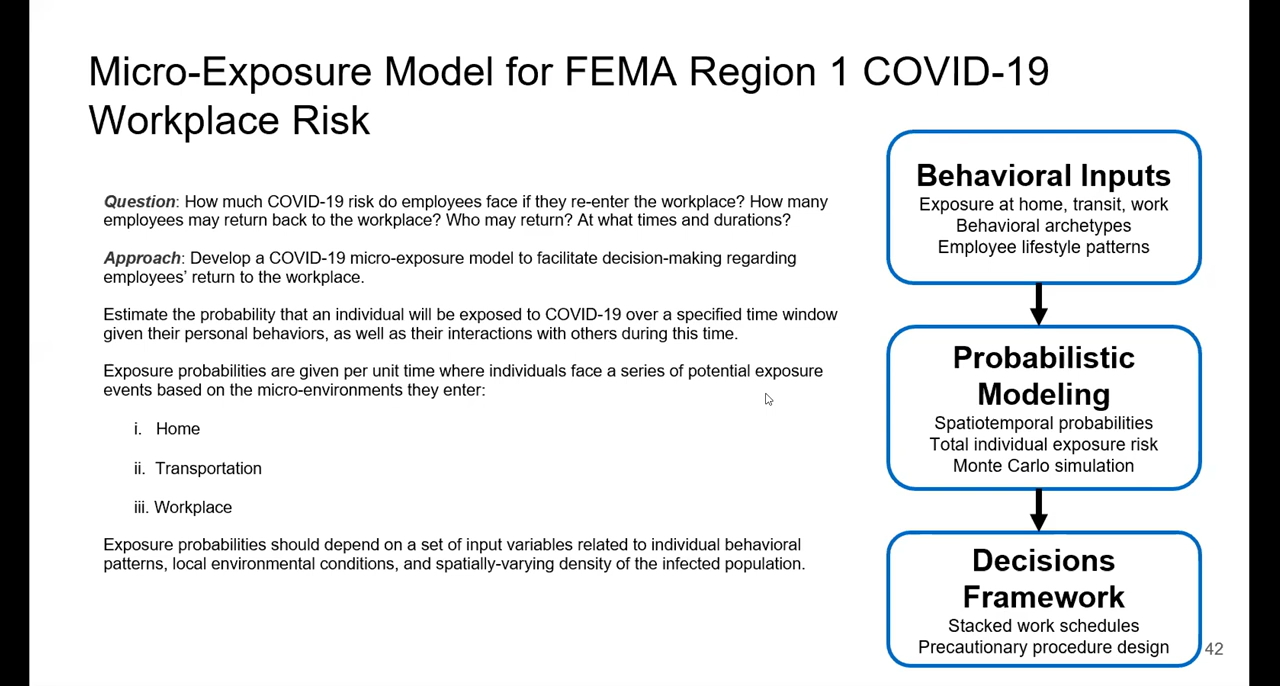 Micro-Exposure Model for FEMA Region 1 COVID-19
Workplace Risk
Question: How much COVID-19 risk do employees face if they re-enter the workplace? How many
employees may return back to the workplace? Who may return? At what times and durations?
Approach: Develop a COVID-19 micro-exposure model to facilitate decision-making regarding
employees’ return to the workplace.
Estimate the probability that an individual will be exposed to COVID-19 over a specified time window
given their personal behaviors, as well as their interactions with others during this time.
Exposure probabilities are given per unit time where individuals face a series of potential exposure
events based on the micro-environments they enter:
i. Home
ii. Transportation
iii. Workplace
Exposure probabilities should depend on a set of input variables related to individual behavioral
patterns, local environmental conditions, and spatially-varying density of the infected population.
Behavioral Inputs
Exposure at home, transit, work
Behavioral archetypes
Employee lifestyle patterns
Probabilistic
Modeling
Spatiotemporal probabilities
Total individual exposure risk
Monte Carlo simulation
Decisions
Framework
Stacked work schedules
Precautionary procedure design
42